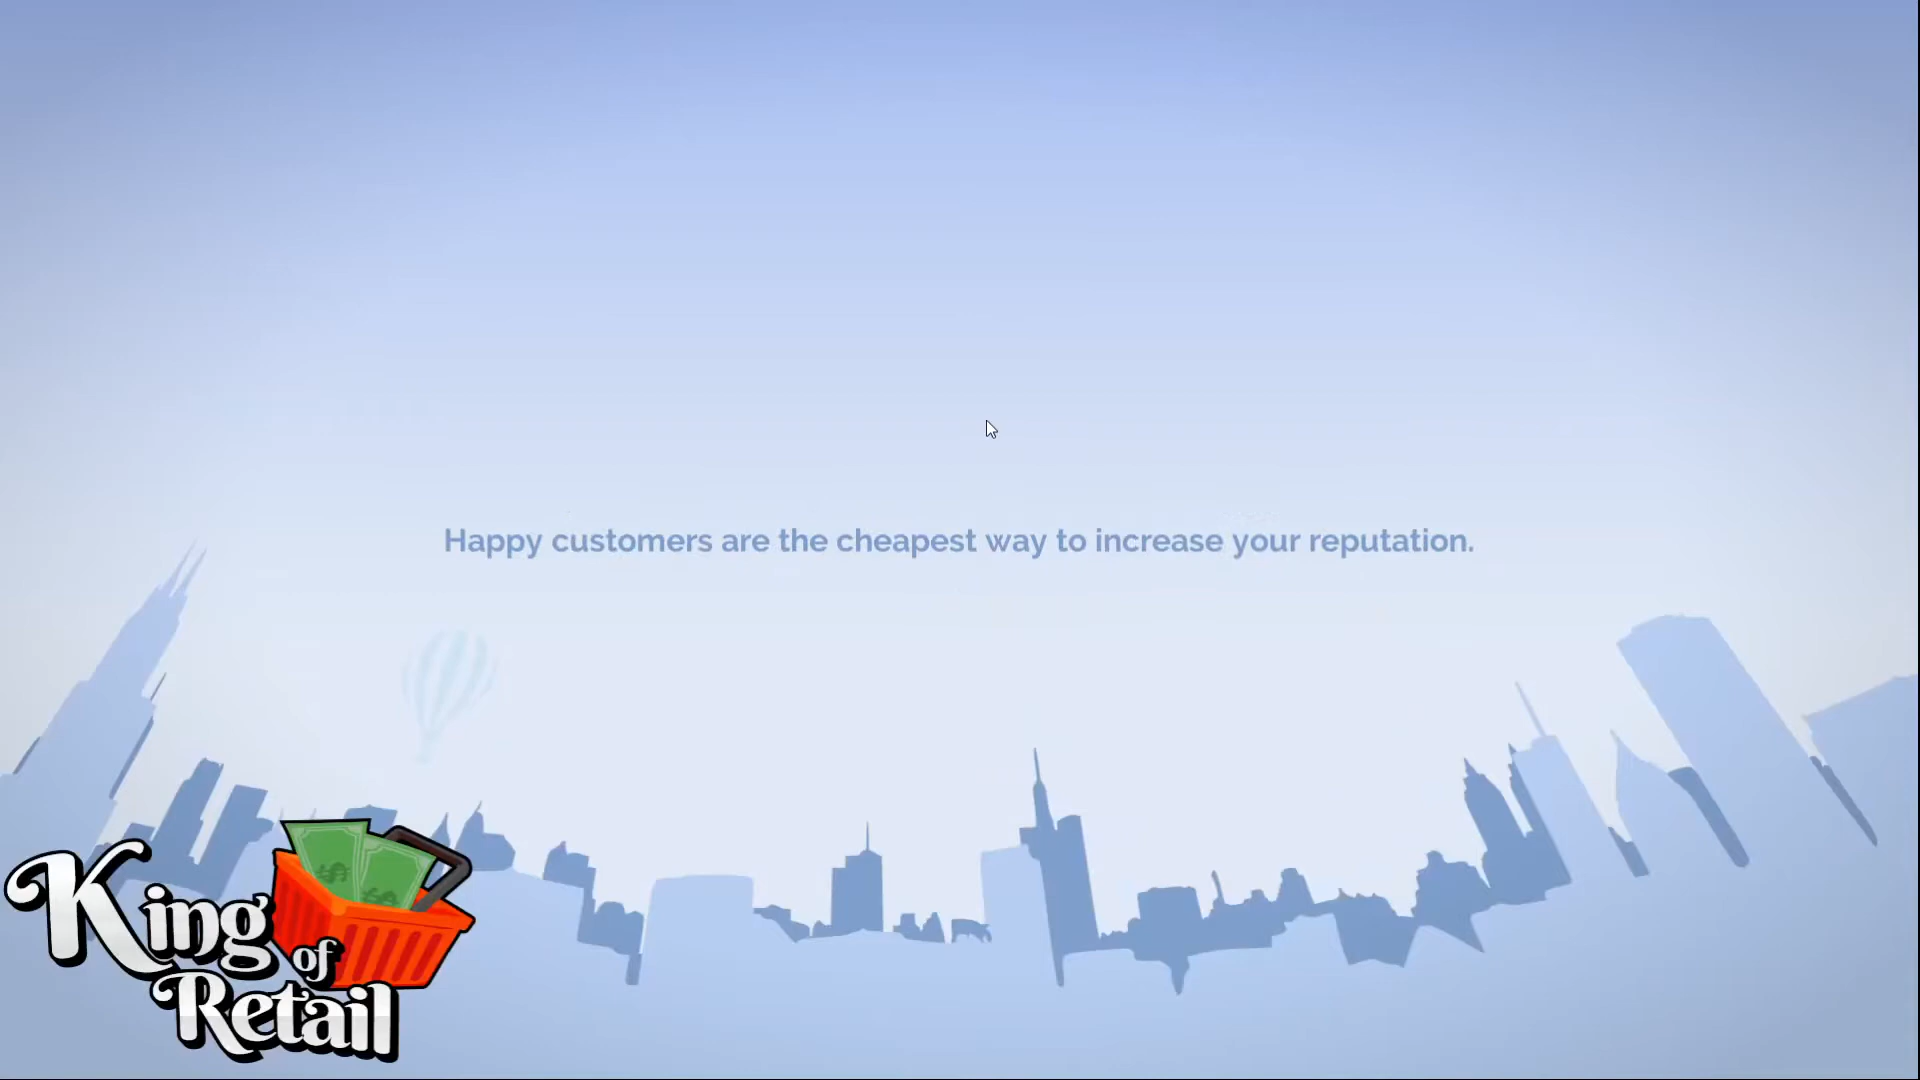 Happy customers are the cheapest way to increase your reputation.
King
of
Retail